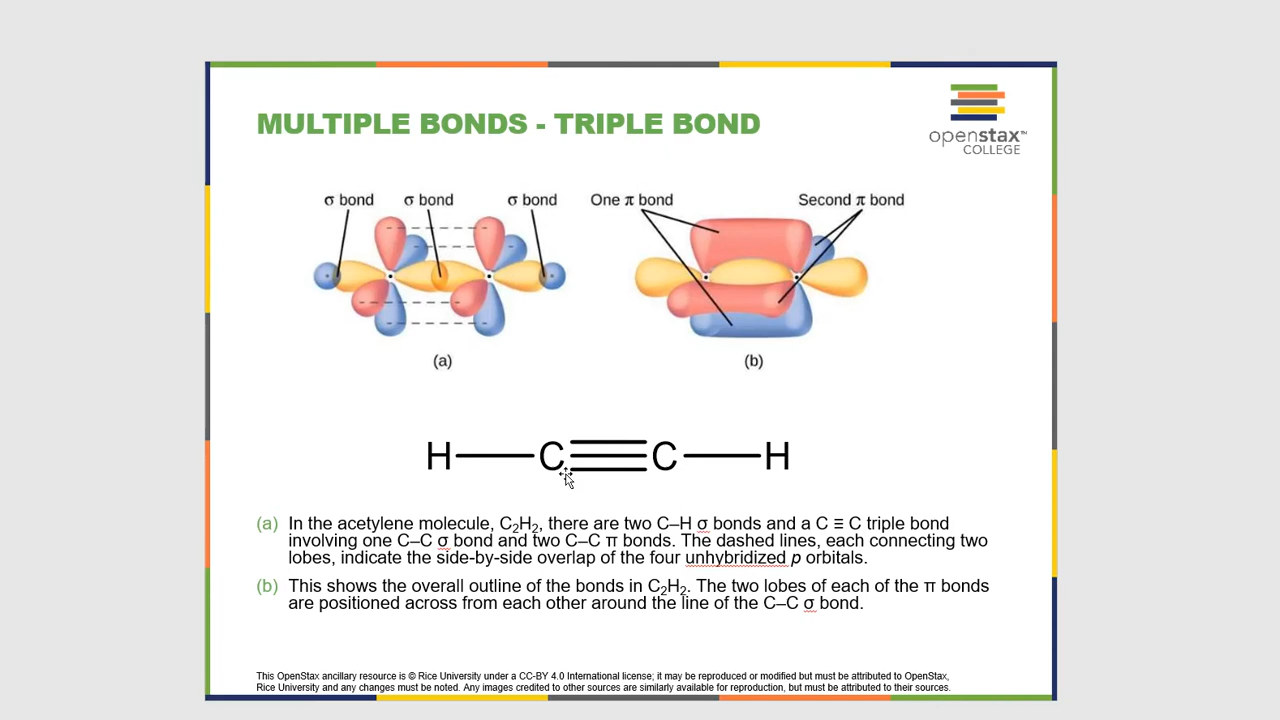 MULTIPLE BONDS - TRIPLE BOND
openstax™
COLLEGE
σ bond σ bond σ bond One π bond Second π bond
(a) (b)
H C C H
(a) In the acetylene molecule, C₂H₂, there are two C–H σ bonds and a C ≡ C triple bond
involving one C–C σ bond and two C–C π bonds. The dashed lines, each connecting two
lobes, indicate the side-by-side overlap of the four unhybridized p orbitals.
(b) This shows the overall outline of the bonds in C₂H₂. The two lobes of each of the π bonds
are positioned across from each other around the line of the C–C σ bond.
This OpenStax ancillary resource is © Rice University under a CC-BY 4.0 International license; it may be reproduced or modified but must be attributed to OpenStax,
Rice University and any changes must be noted. Any images credited to other sources are similarly available for reproduction, but must be attributed to their sources.